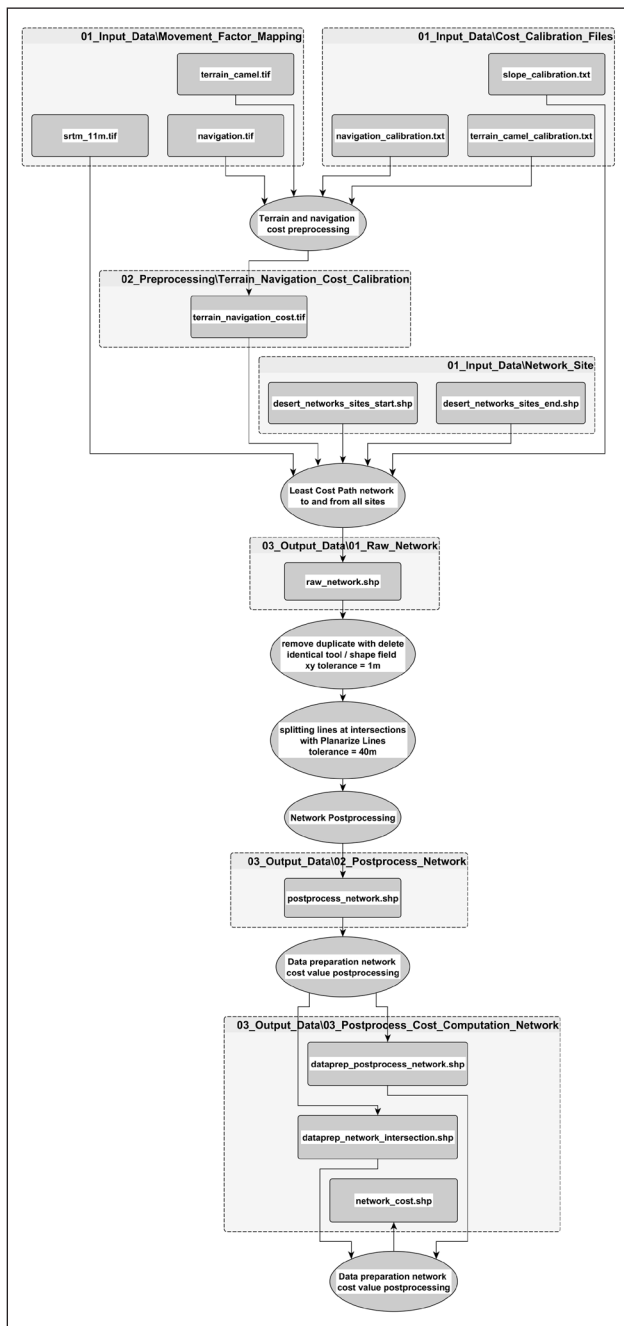 01_Input_Data\Movement_Factor_Mapping
01_Input_Data\Cost_Calibration_Files
terrain_camel.tif
slope_calibration.txt
srtm_11m.tif
navigation.tif
navigation_calibration.txt
terrain_camel_calibration.txt
Terrain and navigation
cost preprocessing
02_Preprocessing\Terrain_Navigation_Cost_Calibration
terrain_navigation_cost.tif
01_Input_Data\Network_Site
desert_networks_sites_start.shp
desert_networks_sites_end.shp
Least Cost Path network
to and from all sites
03_Output_Data\01_Raw_Network
raw_network.shp
remove duplicate with delete
identical tool / shape field
xy tolerance = 1m
splitting lines at intersections
with Planarize Lines
tolerance = 40m
Network Postprocessing
03_Output_Data\02_Postprocess_Network
postprocess_network.shp
Data preparation network
cost value postprocessing
03_Output_Data\03_Postprocess_Cost_Computation_Network
dataprep_postprocess_network.shp
dataprep_network_intersection.shp
network_cost.shp
Data preparation network
cost value postprocessing